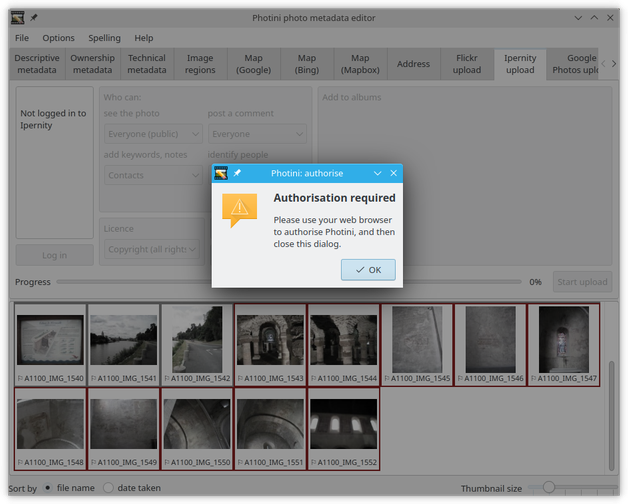 Photini photo metadata editor
File Options Spelling Help
Descriptive metadata
Ownership metadata
Technical metadata
Image regions
Map (Google)
Map (Bing)
Map (Mapbox)
Address
Flickr upload
Ipernity upload
Google Photos uplo
Not logged in to
Ipernity
Log in
Who can:
see the photo
post a comment
Everyone (public)
Everyone
add keywords, notes
identify people
Contacts
Licence
Copyright (all rights
Add to albums
Photini: authorise
Authorisation required
Please use your web browser
to authorise Photini, and then
close this dialog.
OK
Progress
0%
Start upload
A1100_IMG_1540
A1100_IMG_1541
A1100_IMG_1542
A1100_IMG_1543
A1100_IMG_1544
A1100_IMG_1545
A1100_IMG_1546
A1100_IMG_1547
A1100_IMG_1548
A1100_IMG_1549
A1100_IMG_1550
A1100_IMG_1551
A1100_IMG_1552
Sort by file name date taken
Thumbnail size